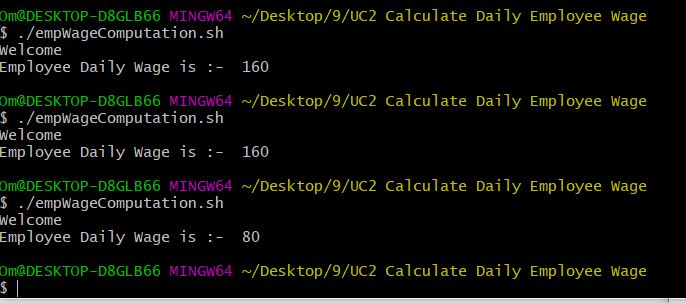 Om@DESKTOP-D8GLB66 MINGW64 ~/Desktop/9/UC2 Calculate Daily Employee Wage
$ ./empWageComputation.sh
Welcome
Employee Daily Wage is :-  160
Om@DESKTOP-D8GLB66 MINGW64 ~/Desktop/9/UC2 Calculate Daily Employee Wage
$ ./empWageComputation.sh
Welcome
Employee Daily Wage is :-  160
Om@DESKTOP-D8GLB66 MINGW64 ~/Desktop/9/UC2 Calculate Daily Employee Wage
$ ./empWageComputation.sh
Welcome
Employee Daily Wage is :-  80
Om@DESKTOP-D8GLB66 MINGW64 ~/Desktop/9/UC2 Calculate Daily Employee Wage
$